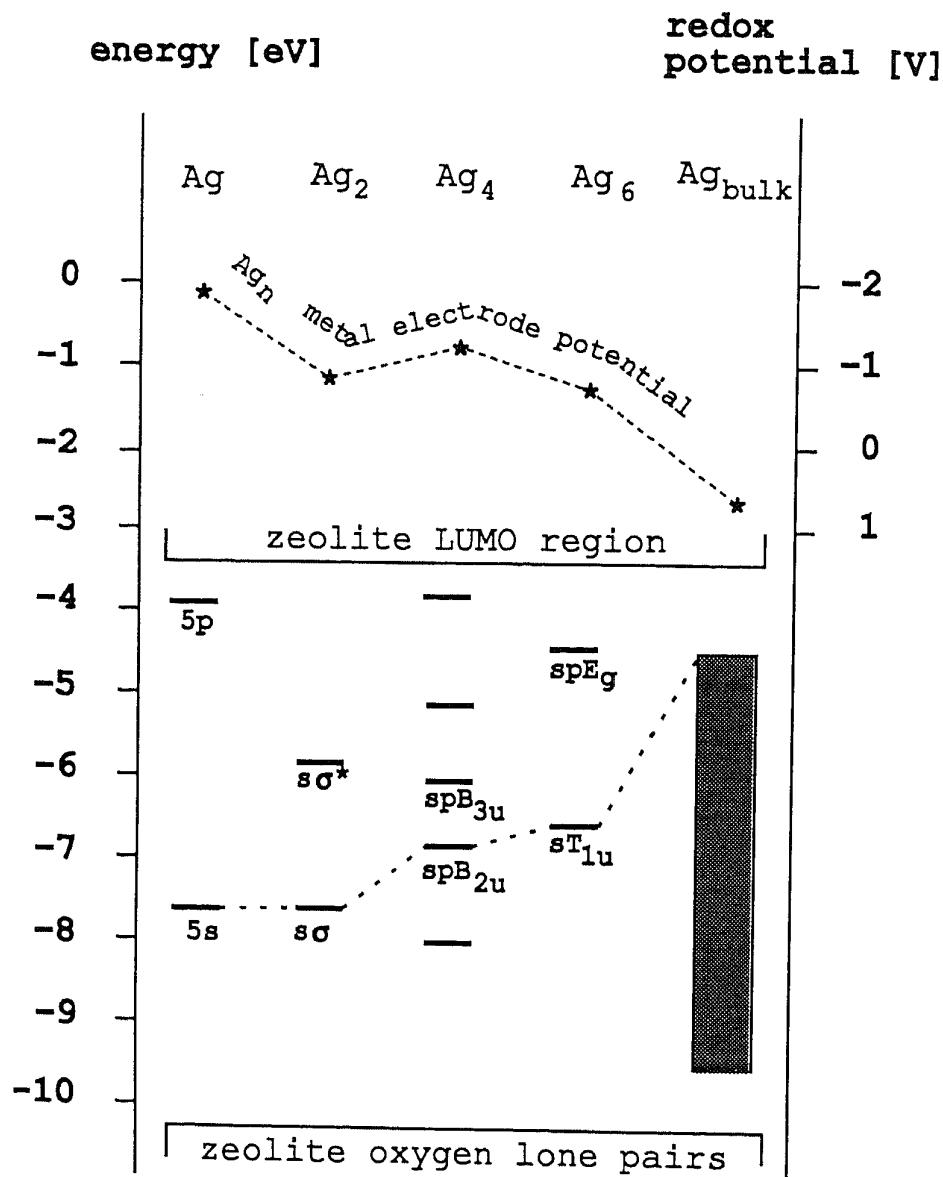 energy [eV]
redox
potential [V]
Ag Ag₂ Ag₄ Ag₆ Ag_bulk
0
-1
-2
-3
-4
-5
-6
-7
-8
-9
-10
-2
-1
0
1
Agₙ metal electrode potential
zeolite LUMO region
5p
spE_g
sσ*
spB₃ᵤ
sT₁ᵤ
spB₂ᵤ
5s sσ
zeolite oxygen lone pairs